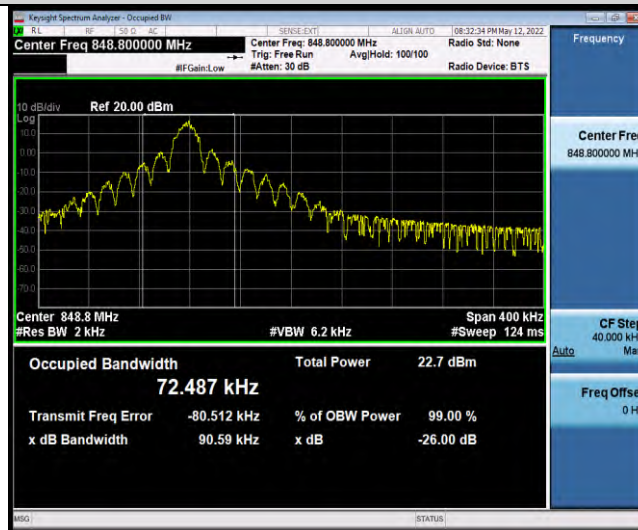 Keysight Spectrum Analyzer - Occupied BW
RL RF 50 Ω AC SENSE:EXT ALIGN AUTO 08:32:34 PM May 12, 2022
Center Freq 848.800000 MHz
Center Freq: 848.800000 MHz
Radio Std: None
Trig: Free Run Avg|Hold: 100/100
#IFGain:Low
#Atten: 30 dB
Radio Device: BTS
Frequency
10 dB/div Ref 20.00 dBm
Log
10.0
0.00
-10.0
-20.0
-30.0
-40.0
-50.0
-60.0
-70.0
Center Fre
848.800000 MH
Center 848.8 MHz
Span 400 kHz
#Res BW 2 kHz
#VBW 6.2 kHz
#Sweep 124 ms
CF Step
40.000 kH
Auto Ma
Occupied Bandwidth
72.487 kHz
Total Power 22.7 dBm
Transmit Freq Error -80.512 kHz
% of OBW Power 99.00 %
x dB Bandwidth 90.59 kHz
x dB -26.00 dB
Freq Offse
0 H
MSG
STATUS